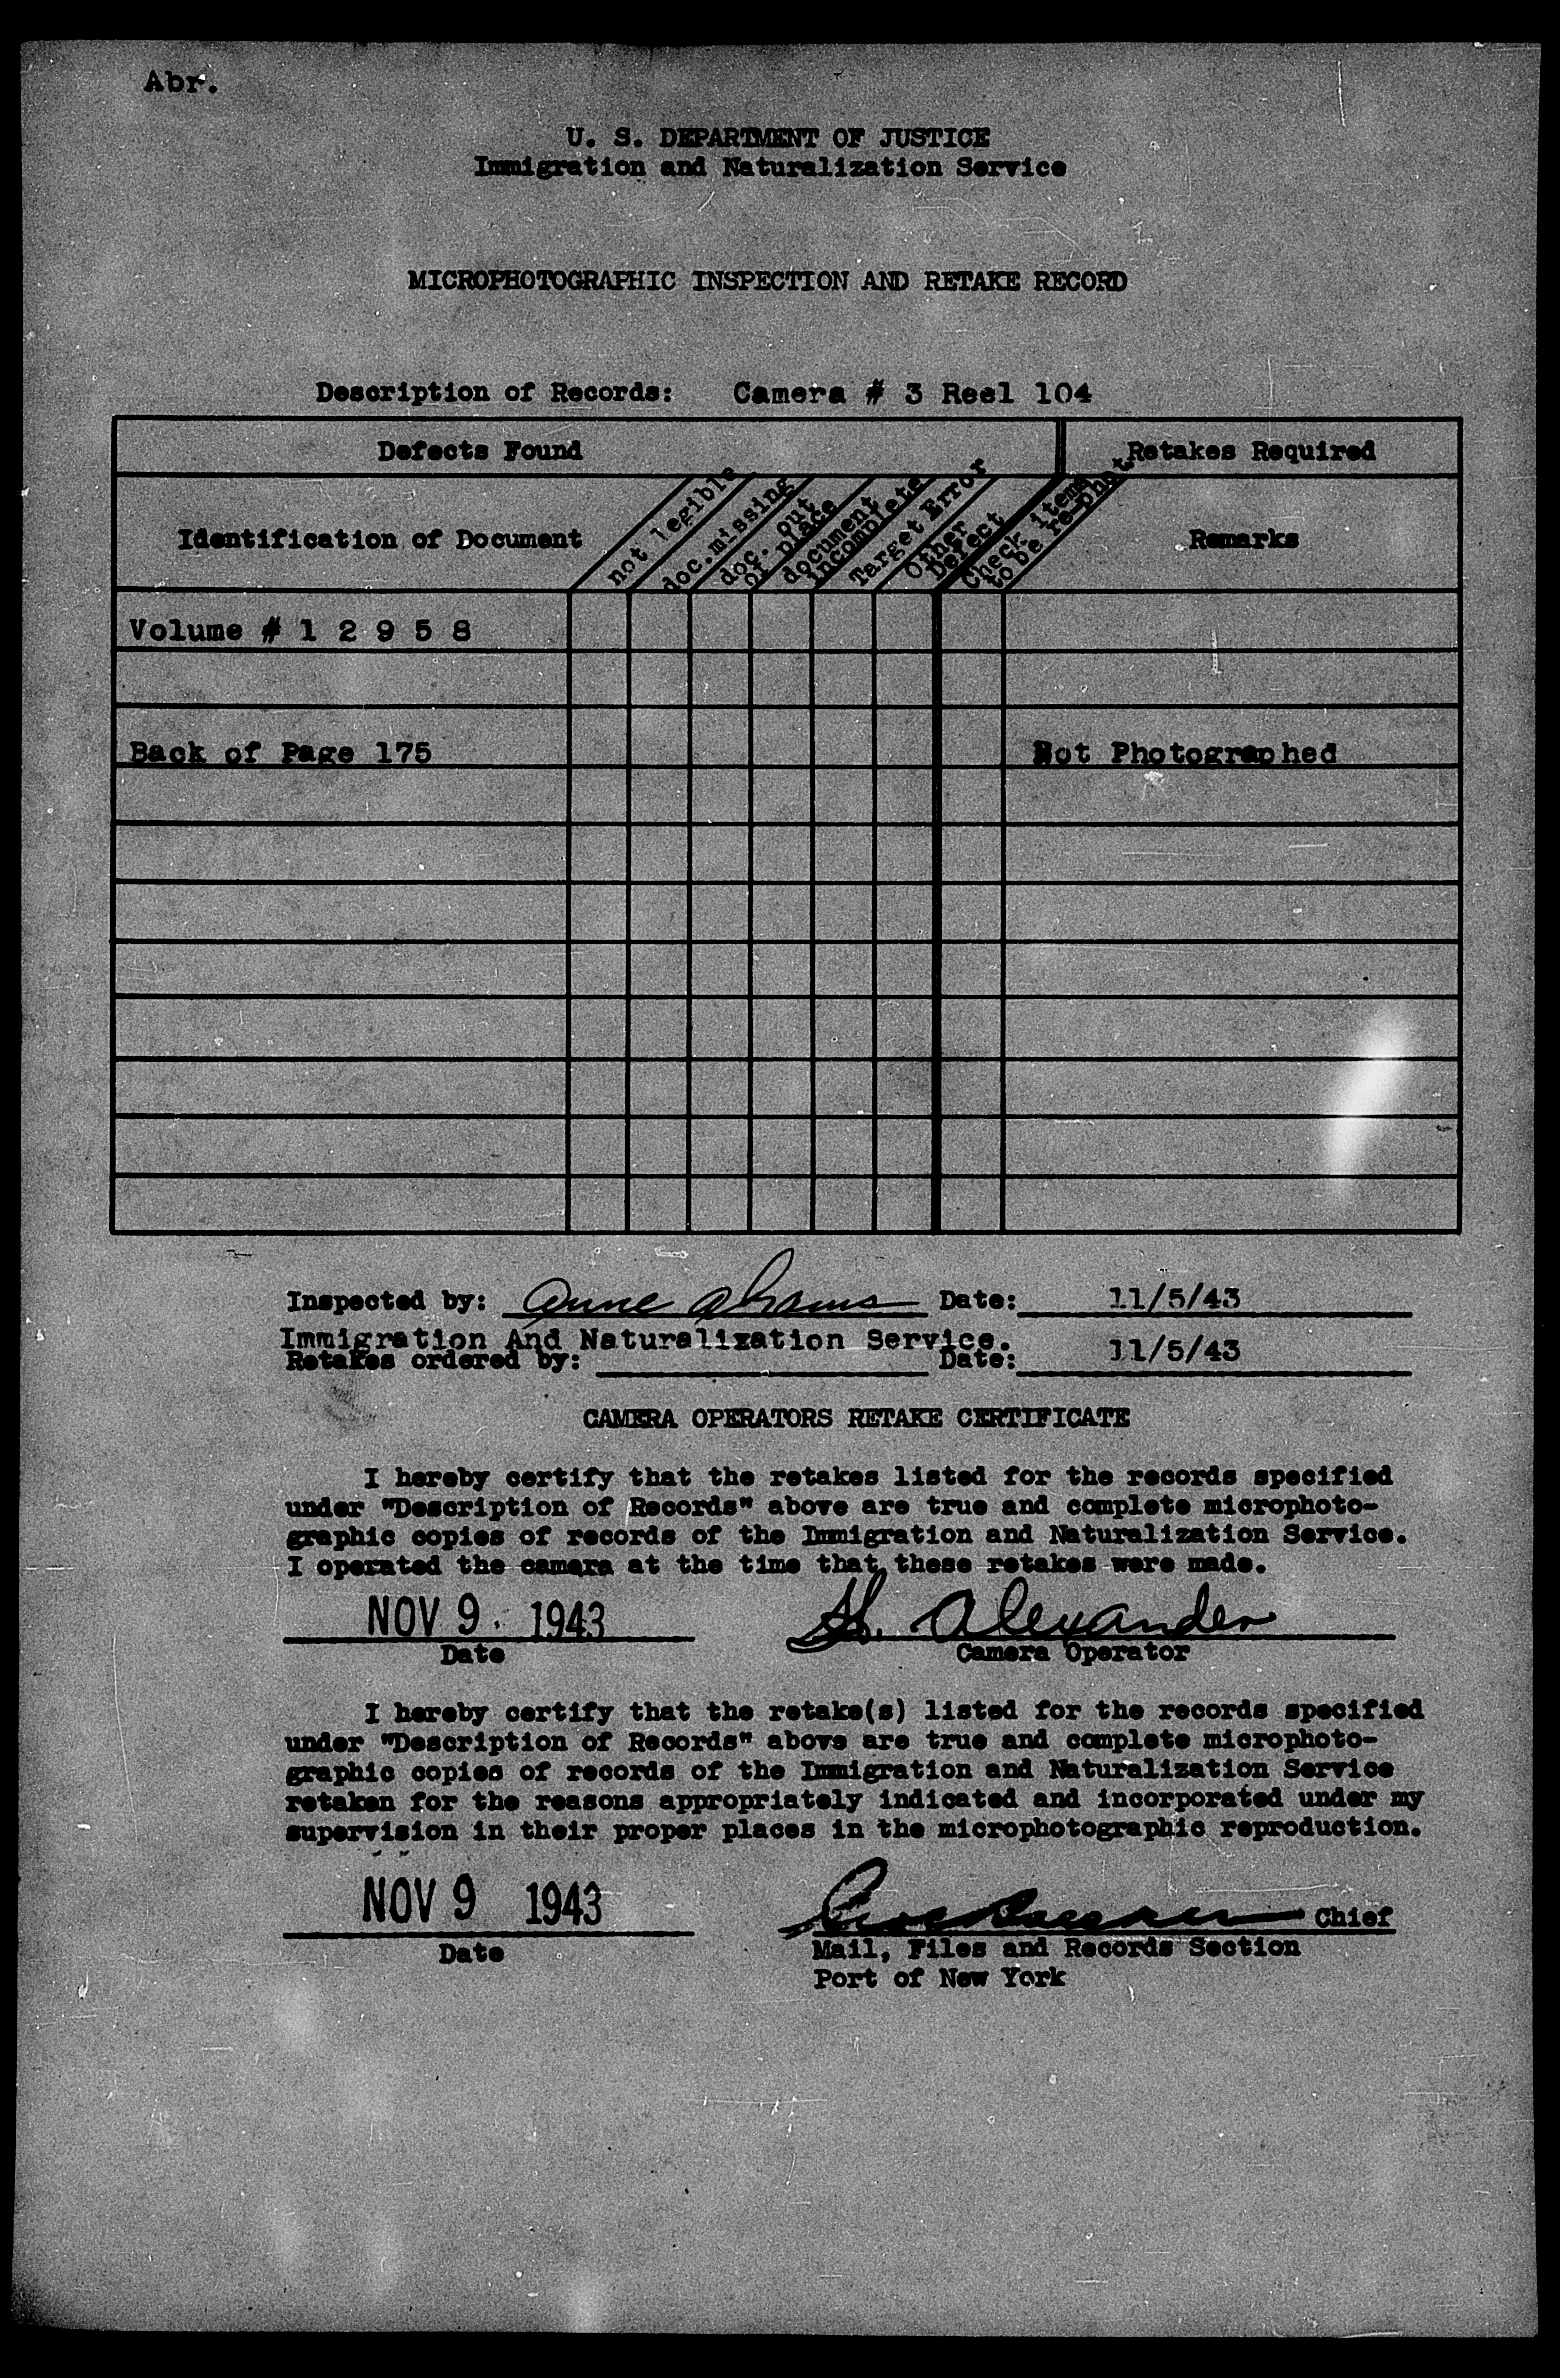 Abr.
U. S. DEPARTMENT OF JUSTICE
Immigration and Naturalization Service
MICROPHOTOGRAPHIC INSPECTION AND RETAKE RECORD
Description of Records: Camera # 3 Reel 104
Defects Found
Retakes Required
Identification of Document
not legible
doc. missing
doc. out
of place
document
incomplete
Target Error
Other
Defect
Check items
to be re-phot.
Remarks
Volume # 1 2 9 5 8
Back of Page 175 Not Photographed
Inspected by: Anne Abrams Date: 11/5/43
Immigration And Naturalization Service.
Retakes ordered by: Date: 11/5/43
CAMERA OPERATORS RETAKE CERTIFICATE
I hereby certify that the retakes listed for the records specified
under "Description of Records" above are true and complete microphoto-
graphic copies of records of the Immigration and Naturalization Service.
I operated the camera at the time that these retakes were made.
NOV 9. 1943 H. Alexander
Date Camera Operator
I hereby certify that the retake(s) listed for the records specified
under "Description of Records" above are true and complete microphoto-
graphic copies of records of the Immigration and Naturalization Service
retaken for the reasons appropriately indicated and incorporated under my
supervision in their proper places in the microphotographic reproduction.
NOV 9 1943 Chief
Date Mail, Files and Records Section
Port of New York